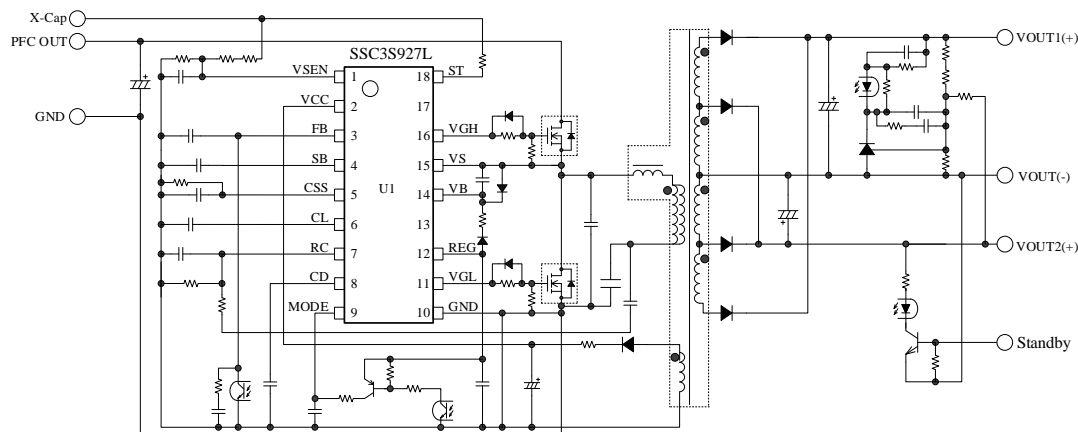 X-Cap
PFC OUT
GND
SSC3S927L
U1
VSEN 1
VCC 2
FB 3
SB 4
CSS 5
CL 6
RC 7
CD 8
MODE 9
18 ST
17
16 VGH
15 VS
14 VB
13
12 REG
11 VGL
10 GND
VOUT1(+)
VOUT(-)
VOUT2(+)
Standby